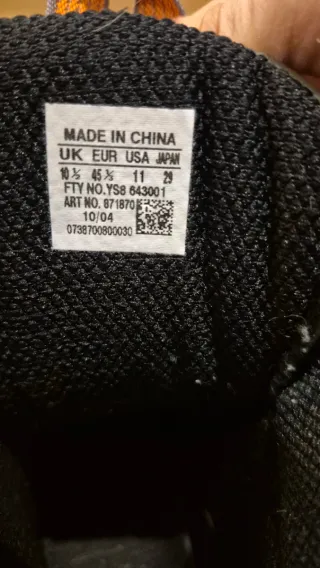 MADE IN CHINA
UK EUR USA JAPAN
10 ½ 45 ⅓ 11 29
FTY NO.YS8 643001
ART NO. 871870
10/04
0738700800030